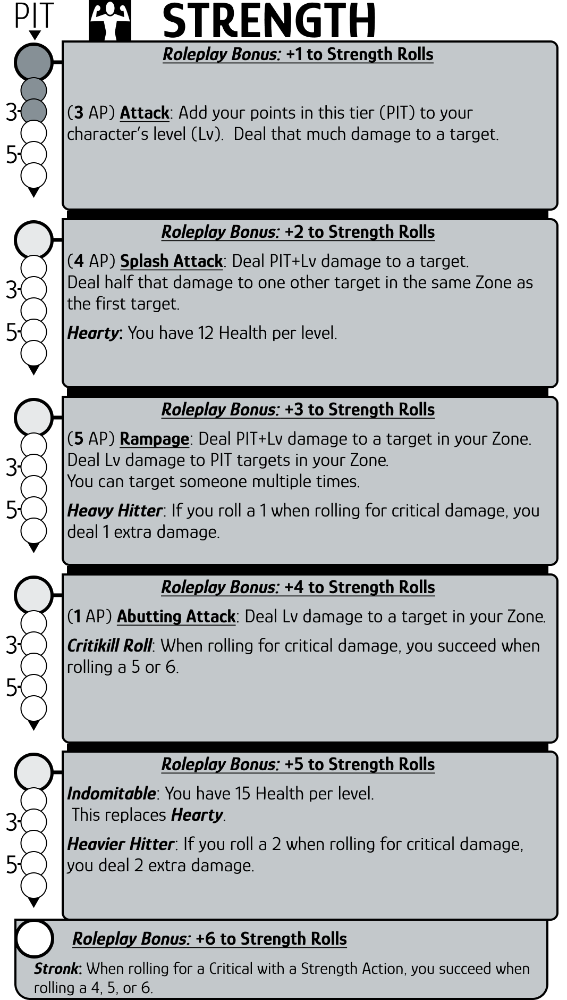 PIT
STRENGTH
Roleplay Bonus: +1 to Strength Rolls
3
(3 AP) Attack: Add your points in this tier (PIT) to your
character's level (Lv).  Deal that much damage to a target.
5
Roleplay Bonus: +2 to Strength Rolls
(4 AP) Splash Attack: Deal PIT+Lv damage to a target.
3
Deal half that damage to one other target in the same Zone as
the first target.
5
Hearty: You have 12 Health per level.
Roleplay Bonus: +3 to Strength Rolls
(5 AP) Rampage: Deal PIT+Lv damage to a target in your Zone.
3
Deal Lv damage to PIT targets in your Zone.
You can target someone multiple times.
5
Heavy Hitter: If you roll a 1 when rolling for critical damage, you
deal 1 extra damage.
Roleplay Bonus: +4 to Strength Rolls
(1 AP) Abutting Attack: Deal Lv damage to a target in your Zone.
3
Critikill Roll: When rolling for critical damage, you succeed when
rolling a 5 or 6.
5
Roleplay Bonus: +5 to Strength Rolls
Indomitable: You have 15 Health per level.
3
This replaces Hearty.
Heavier Hitter: If you roll a 2 when rolling for critical damage,
5
you deal 2 extra damage.
Roleplay Bonus: +6 to Strength Rolls
Stronk: When rolling for a Critical with a Strength Action, you succeed when
rolling a 4, 5, or 6.